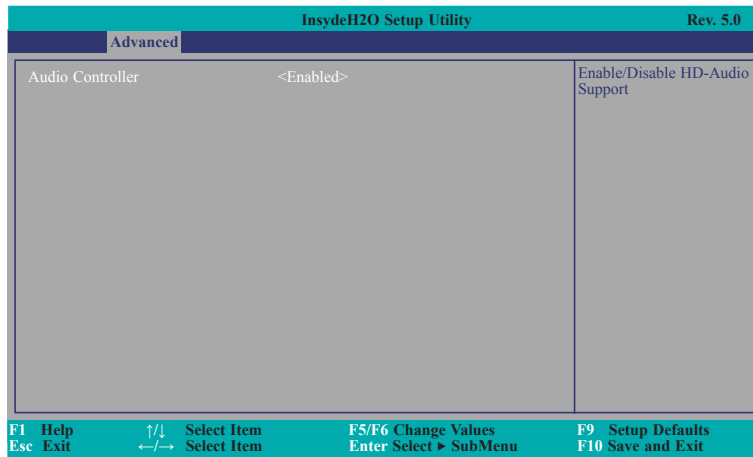 InsydeH2O Setup Utility Rev. 5.0
Advanced
Audio Controller <Enabled>
Enable/Disable HD-Audio
Support
F1 Help ↑/↓ Select Item F5/F6 Change Values F9 Setup Defaults
Esc Exit ←/→ Select Item Enter Select ► SubMenu F10 Save and Exit